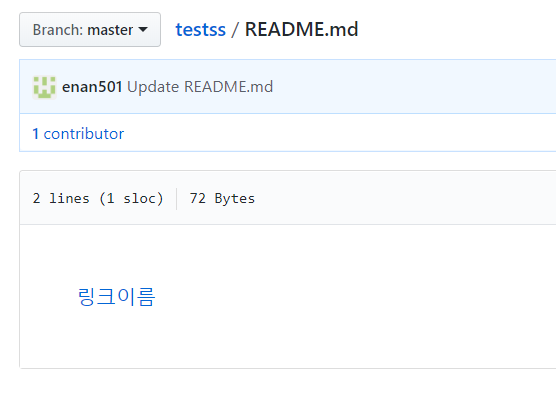 Branch: master testss / README.md
enan501 Update README.md
1 contributor
2 lines (1 sloc) 72 Bytes
링크이름